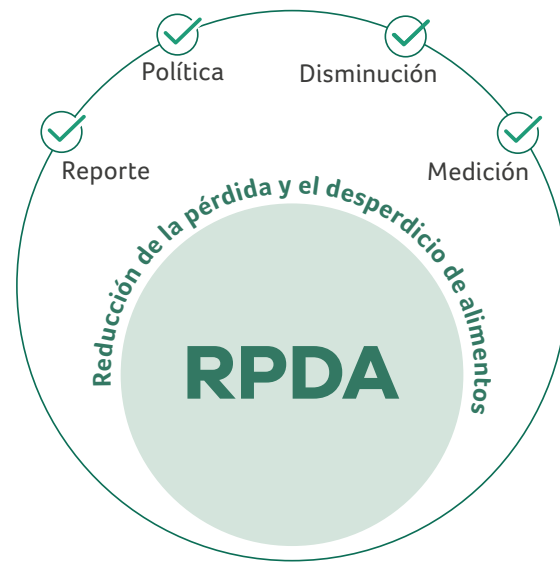 Política
Disminución
Reporte
Medición
Reducción de la pérdida y el desperdicio de alimentos
RPDA